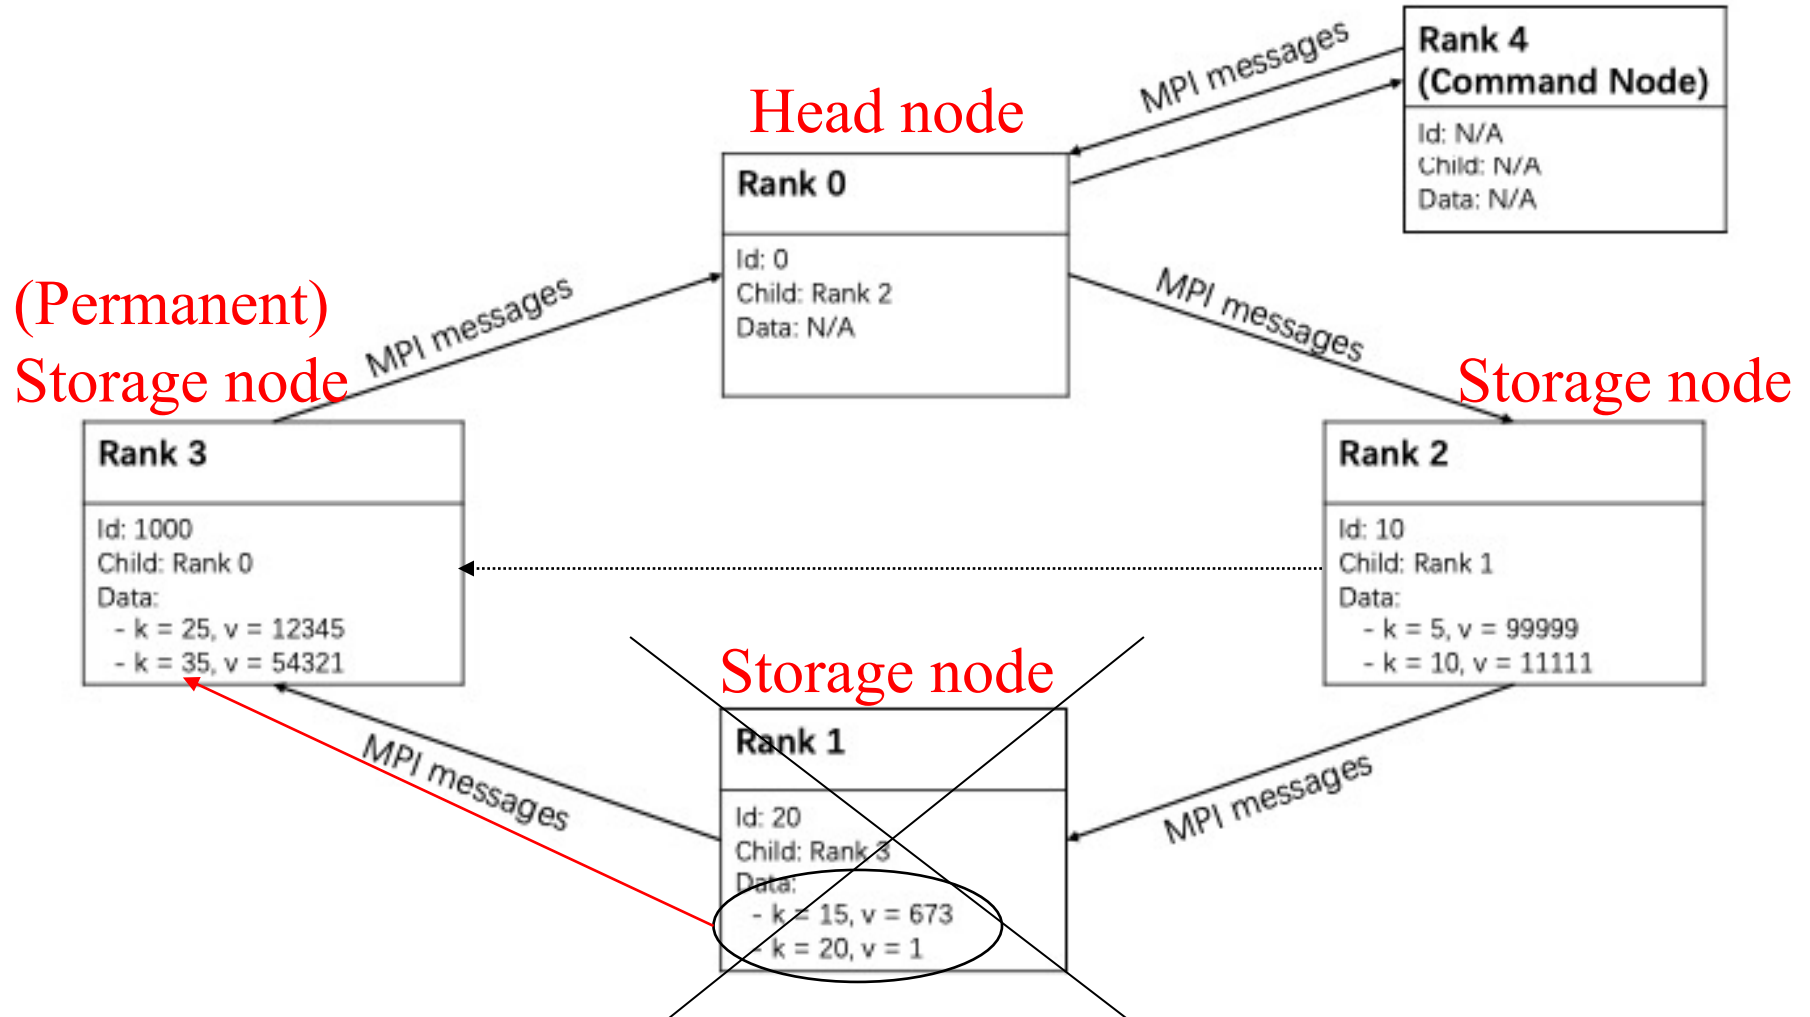 MPI messages
Rank 4
(Command Node)
Id: N/A
Child: N/A
Data: N/A
Head node
Rank 0
Id: 0
Child: Rank 2
Data: N/A
MPI messages
MPI messages
(Permanent)
Storage node
Rank 3
Id: 1000
Child: Rank 0
Data:
- k = 25, v = 12345
- k = 35, v = 54321
Storage node
Rank 2
Id: 10
Child: Rank 1
Data:
- k = 5, v = 99999
- k = 10, v = 11111
MPI messages
Storage node
Rank 1
Id: 20
Child: Rank 3
Data:
- k = 15, v = 673
- k = 20, v = 1
MPI messages